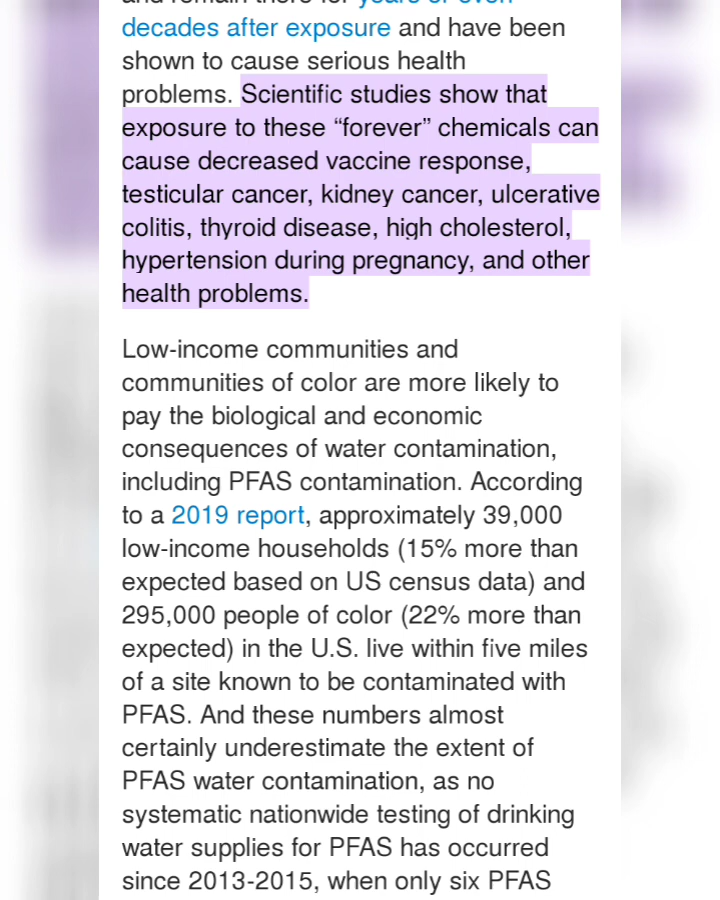 and remain there for years or even
decades after exposure and have been
shown to cause serious health
problems. Scientific studies show that
exposure to these “forever” chemicals can
cause decreased vaccine response,
testicular cancer, kidney cancer, ulcerative
colitis, thyroid disease, high cholesterol,
hypertension during pregnancy, and other
health problems.
Low-income communities and
communities of color are more likely to
pay the biological and economic
consequences of water contamination,
including PFAS contamination. According
to a 2019 report, approximately 39,000
low-income households (15% more than
expected based on US census data) and
295,000 people of color (22% more than
expected) in the U.S. live within five miles
of a site known to be contaminated with
PFAS. And these numbers almost
certainly underestimate the extent of
PFAS water contamination, as no
systematic nationwide testing of drinking
water supplies for PFAS has occurred
since 2013-2015, when only six PFAS